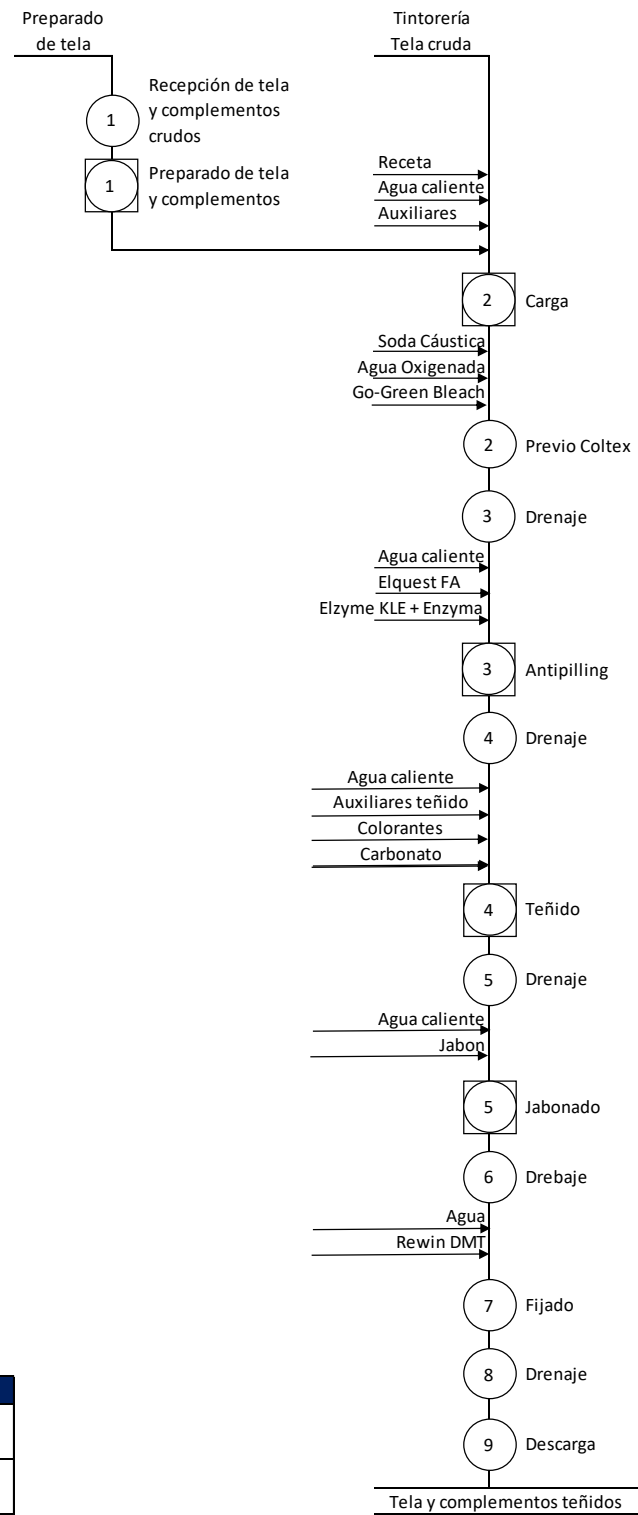 Preparado
de tela
Tintorería
Tela cruda
1
Recepción de tela
y complementos
crudos
1
Preparado de tela
y complementos
Receta
Agua caliente
Auxiliares
2
Carga
Soda Cáustica
Agua Oxigenada
Go-Green Bleach
2
Previo Coltex
3
Drenaje
Agua caliente
Elquest FA
Elzyme KLE + Enzyma
3
Antipilling
4
Drenaje
Agua caliente
Auxiliares teñido
Colorantes
Carbonato
4
Teñido
5
Drenaje
Agua caliente
Jabon
5
Jabonado
6
Drebaje
Agua
Rewin DMT
7
Fijado
8
Drenaje
9
Descarga
Tela y complementos teñidos